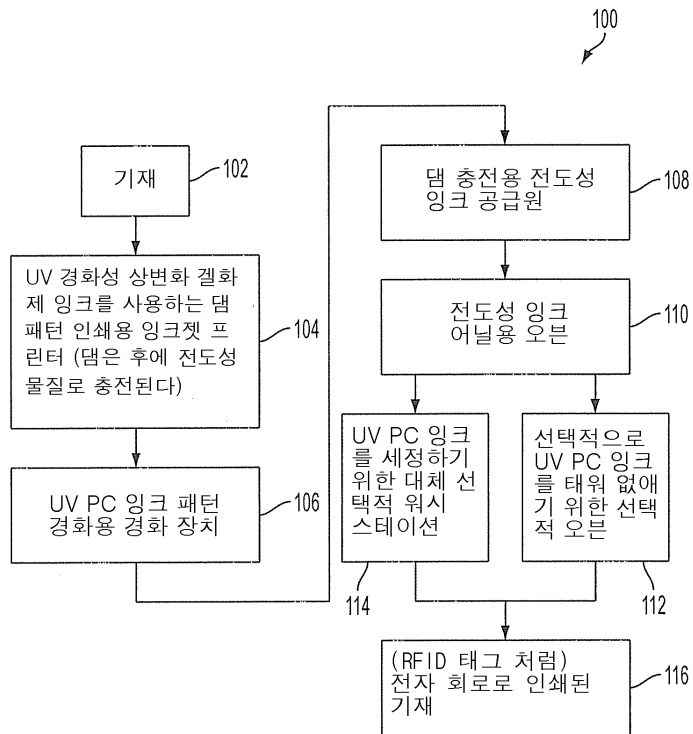 100
기재
102
UV 경화성 상변화 겔화
제 잉크를 사용하는 댐
패턴 인쇄용 잉크젯 프
린터 (댐은 후에 전도성
물질로 충전된다)
104
UV PC 잉크 패턴
경화용 경화 장치
106
댐 충전용 전도성
잉크 공급원
108
전도성 잉크
어닐용 오븐
110
UV PC 잉크
를 세정하기
위한 대체 선
택적 워시
스테이션
114
선택적으로
UV PC 잉크
를 태워 없애
기 위한 선택
적 오븐
112
(RFID 태그 처럼)
전자 회로로 인쇄된
기재
116